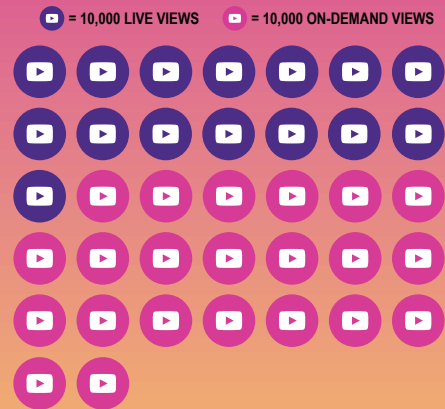 = 10,000 LIVE VIEWS = 10,000 ON-DEMAND VIEWS